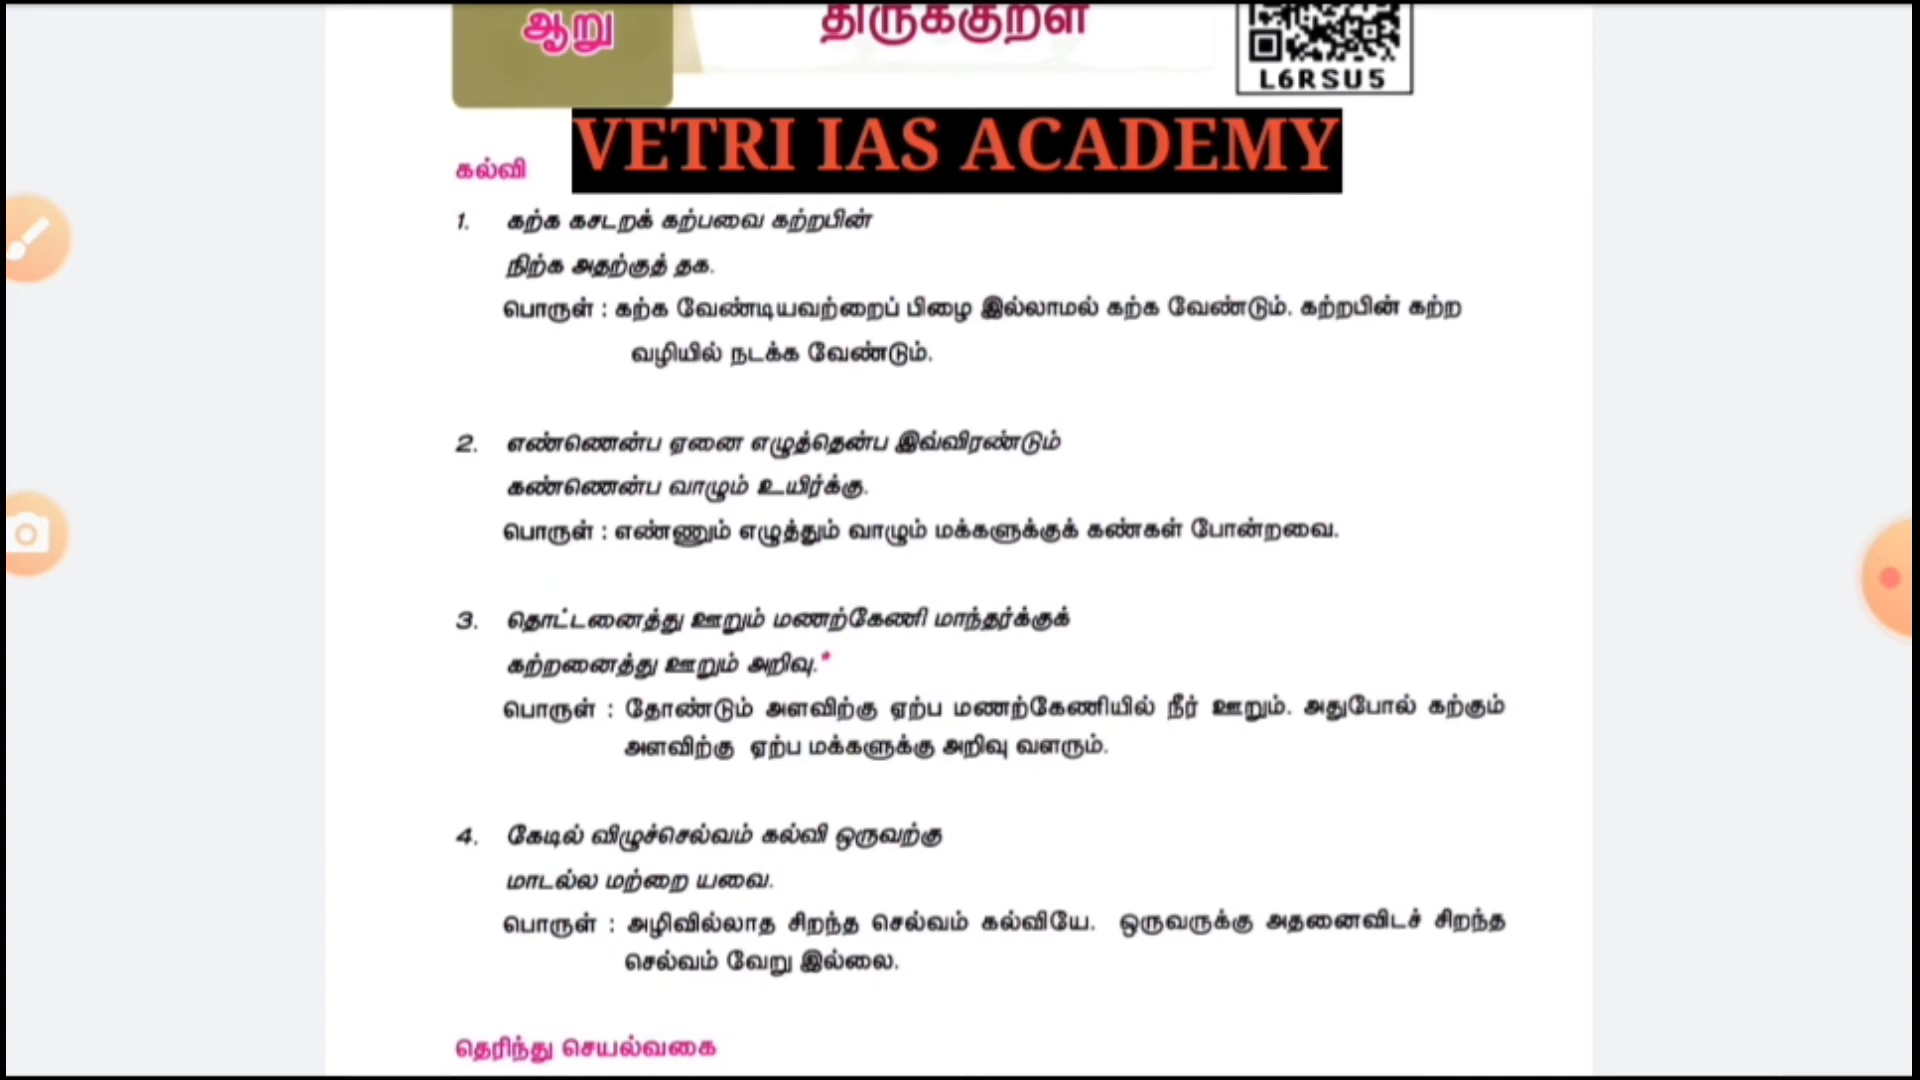 ஆறு
திருக்குறள்
L6RSU5
VETRI IAS ACADEMY
கல்வி
1. கற்க கசடறக் கற்பவை கற்றபின்
நிற்க அதற்குத் தக.
பொருள் : கற்க வேண்டியவற்றைப் பிழை இல்லாமல் கற்க வேண்டும். கற்றபின் கற்ற
வழியில் நடக்க வேண்டும்.
2. எண்ணென்ப ஏனை எழுத்தென்ப இவ்விரண்டும்
கண்ணென்ப வாழும் உயிர்க்கு.
பொருள் : எண்ணும் எழுத்தும் வாழும் மக்களுக்குக் கண்கள் போன்றவை.
3. தொட்டனைத்து ஊறும் மணற்கேணி மாந்தர்க்குக்
கற்றனைத்து ஊறும் அறிவு.*
பொருள் : தோண்டும் அளவிற்கு ஏற்ப மணற்கேணியில் நீர் ஊறும். அதுபோல் கற்கும்
அளவிற்கு ஏற்ப மக்களுக்கு அறிவு வளரும்.
4. கேடில் விழுச்செல்வம் கல்வி ஒருவற்கு
மாடல்ல மற்றை யவை.
பொருள் : அழிவில்லாத சிறந்த செல்வம் கல்வியே. ஒருவருக்கு அதனைவிடச் சிறந்த
செல்வம் வேறு இல்லை.
தெரிந்து செயல்வகை